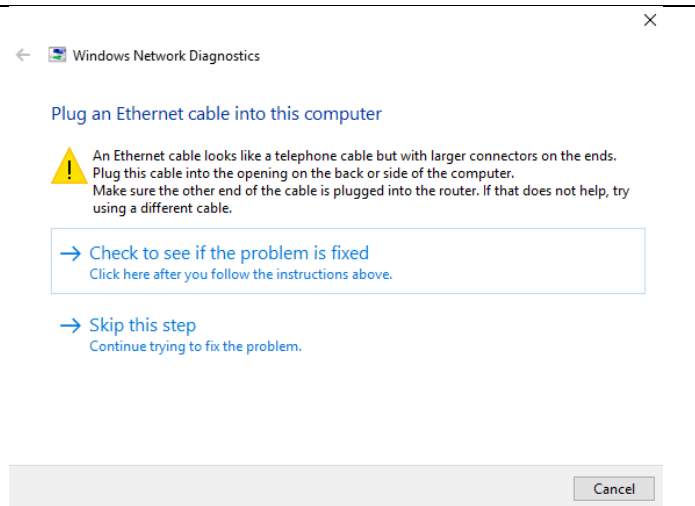 Windows Network Diagnostics
Plug an Ethernet cable into this computer
An Ethernet cable looks like a telephone cable but with larger connectors on the ends.
Plug this cable into the opening on the back or side of the computer.
Make sure the other end of the cable is plugged into the router. If that does not help, try
using a different cable.
Check to see if the problem is fixed
Click here after you follow the instructions above.
Skip this step
Continue trying to fix the problem.
Cancel